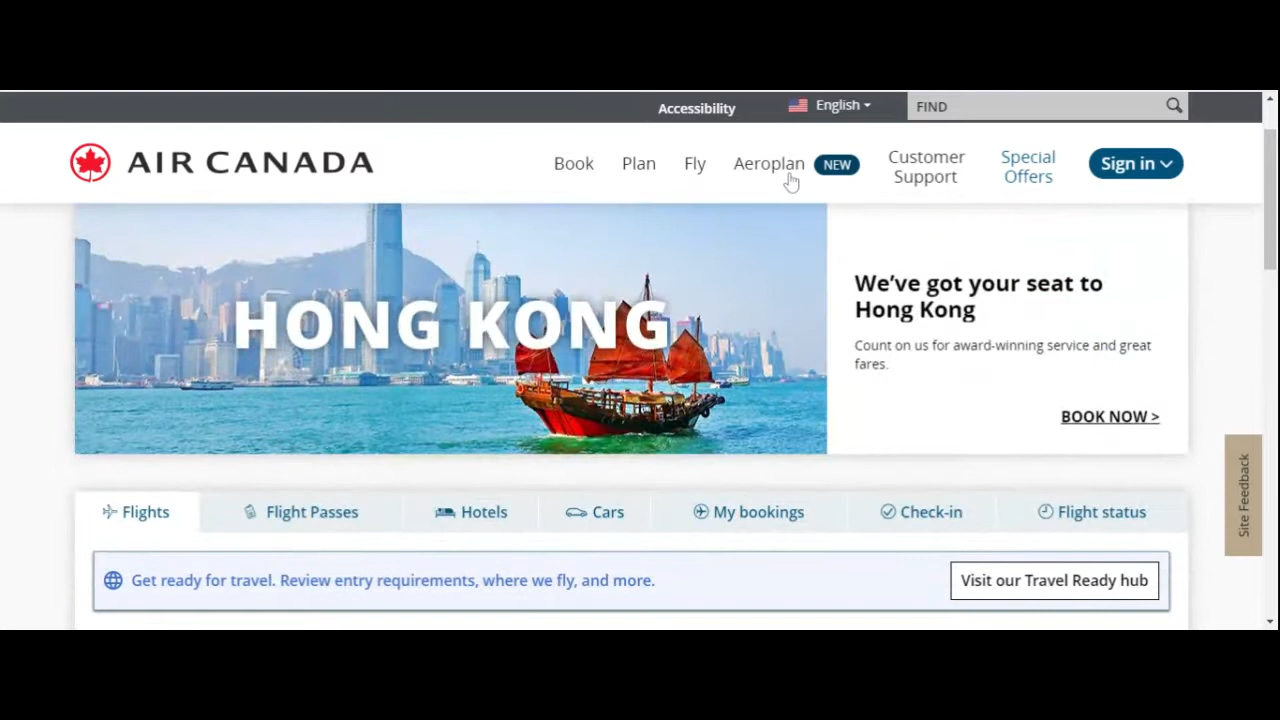 Accessibility
English
FIND
AIR CANADA
Book
Plan
Fly
Aeroplan
NEW
Customer
Support
Special
Offers
Sign in
HONG KONG
We've got your seat to
Hong Kong
Count on us for award-winning service and great
fares.
BOOK NOW >
Site Feedback
Flights
Flight Passes
Hotels
Cars
My bookings
Check-in
Flight status
Get ready for travel. Review entry requirements, where we fly, and more.
Visit our Travel Ready hub